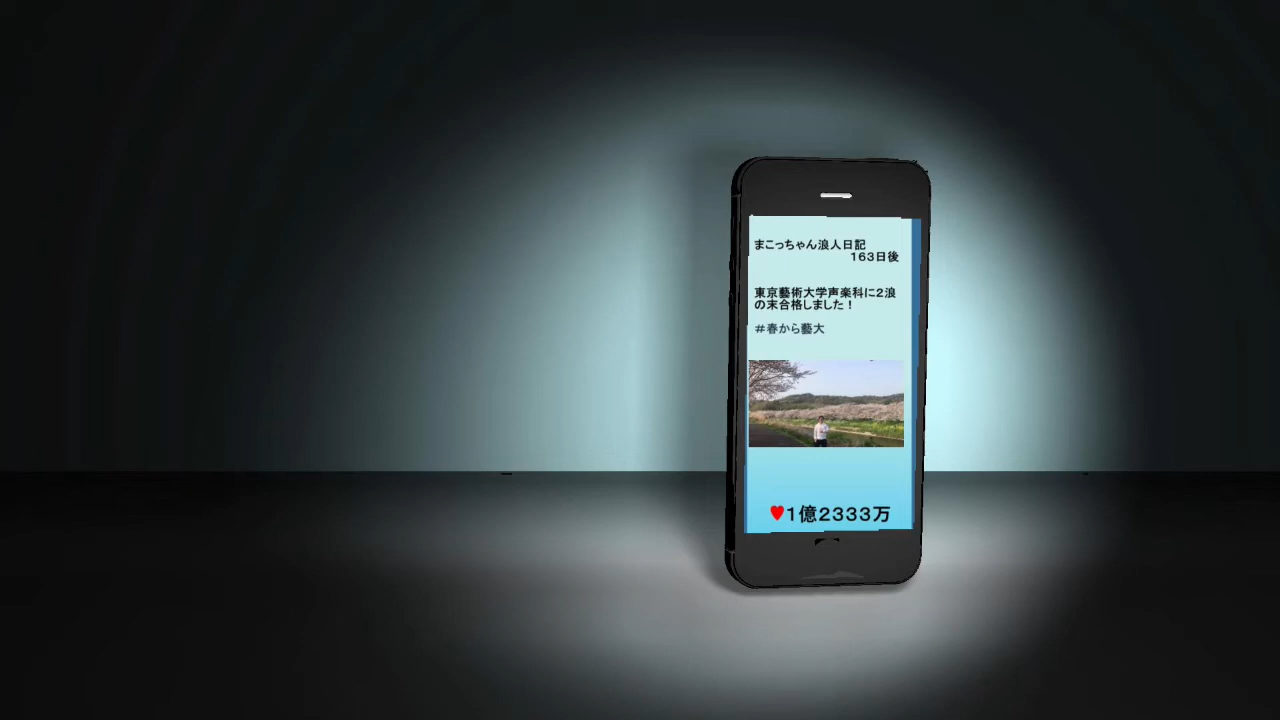 まこっちゃん浪人日記
163日後
東京藝術大学声楽科に2浪
の末合格しました！
＃春から藝大
♥1億2333万